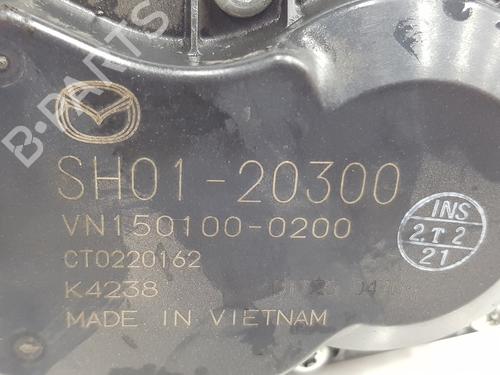 B-PARTS
SH01-20300
VN150100-0200
CT0220162
K4238
MADE IN VIETNAM
INS
2.T 2
21